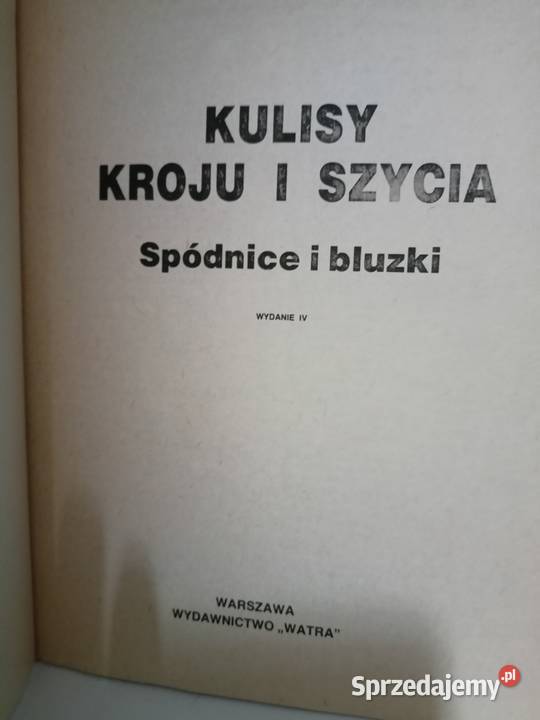 KULISY
KROJU I SZYCIA
Spódnice i bluzki
WYDANIE IV
WARSZAWA
WYDAWNICTWO „WATRA”
Sprzedajemy.pl